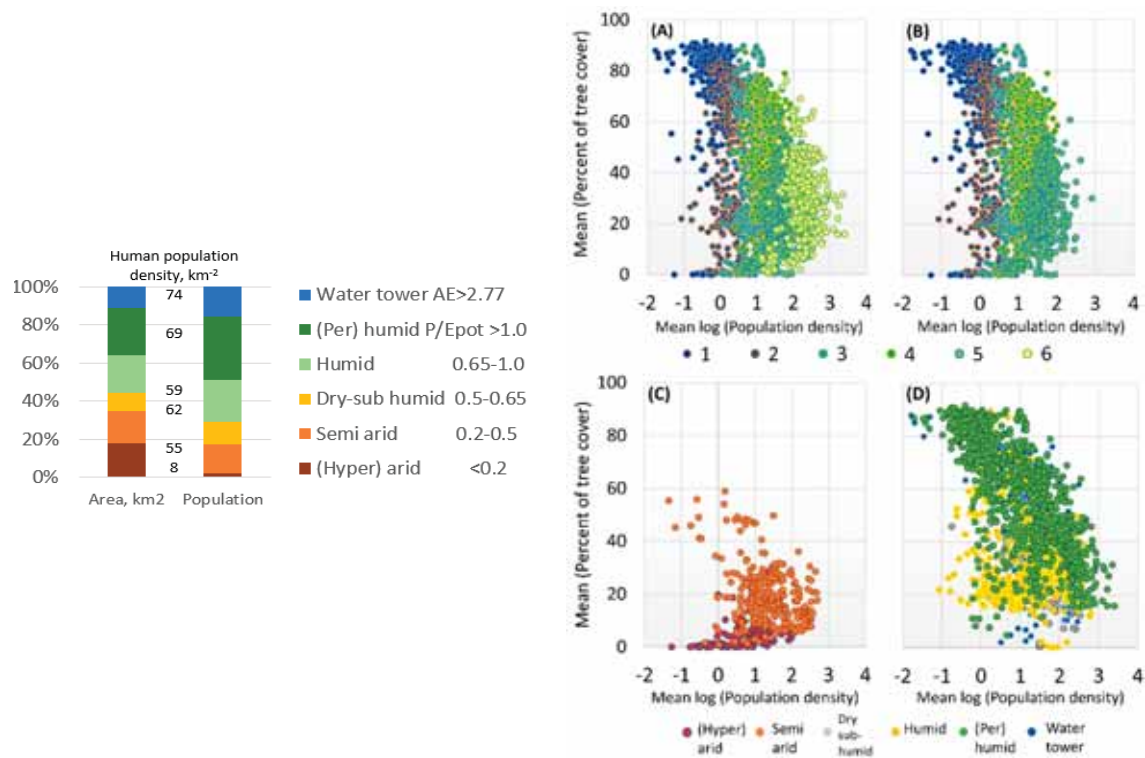 Human population
density, km-2
100%
80%
60%
40%
20%
0%
74
69
59
62
55
8
Area, km2 Population
Water tower AE>2.77
(Per) humid P/Epot >1.0
Humid 0.65-1.0
Dry-sub humid 0.5-0.65
Semi arid 0.2-0.5
(Hyper) arid <0.2
(A)
Mean (Percent of tree cover)
100
80
60
40
20
0
-2 -1 0 1 2 3 4
Mean log (Population density)
(B)
-2 -1 0 1 2 3 4
Mean log (Population density)
1 2 3 4 5 6
(C)
Mean (Percent of tree cover)
100
80
60
40
20
0
-2 -1 0 1 2 3 4
Mean log (Population density)
(D)
-2 -1 0 1 2 3 4
Mean log (Population density)
(Hyper) arid
Semi arid
Dry sub-humid
Humid
(Per) humid
Water tower